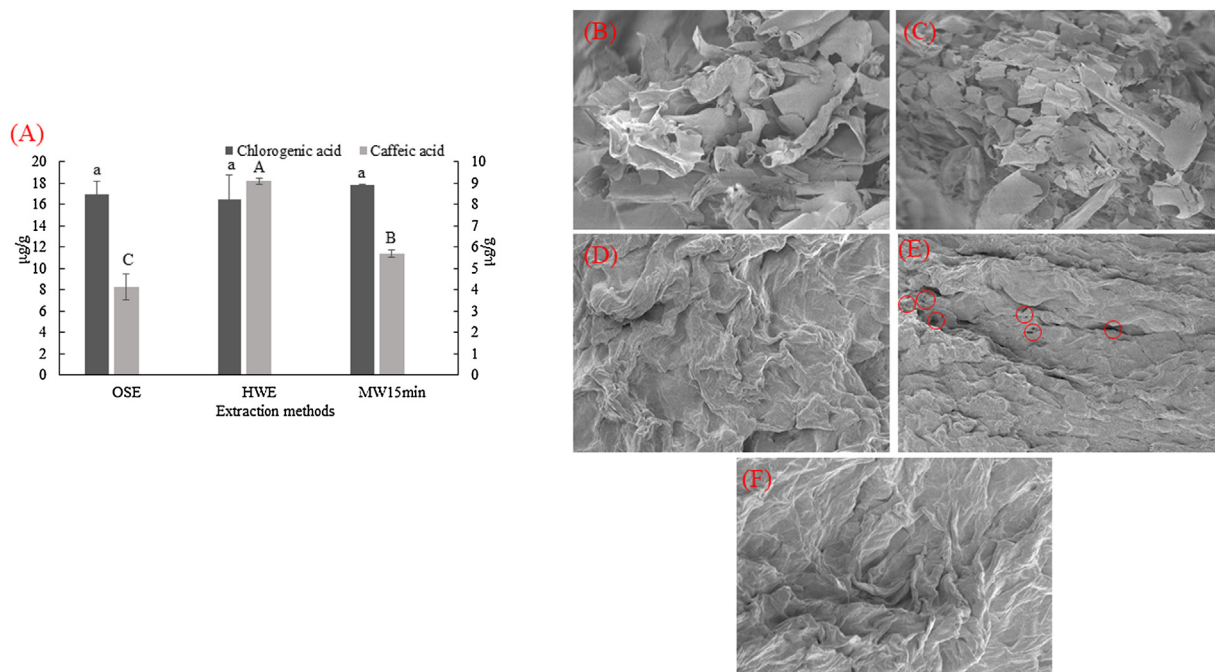 (A)
Chlorogenic acid Caffeic acid
20
18
16
14
12
10
8
6
4
2
0
µg/g
10
9
8
7
6
5
4
3
2
1
0
µg/g
a
C
a
A
a
B
OSE HWE MW15min
Extraction methods
(B)
(C)
(D)
(E)
(F)